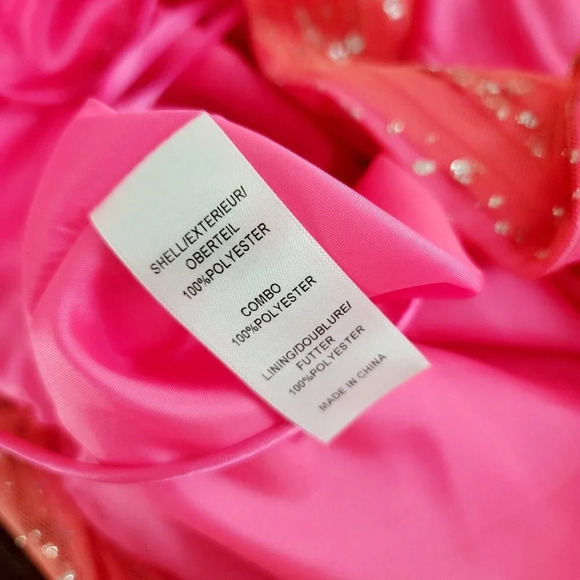 SHELL/EXTERIEUR/
OBERTEIL
100%POLYESTER
COMBO
100%POLYESTER
LINING/DOUBLURE/
FUTTER
100%POLYESTER
MADE IN CHINA